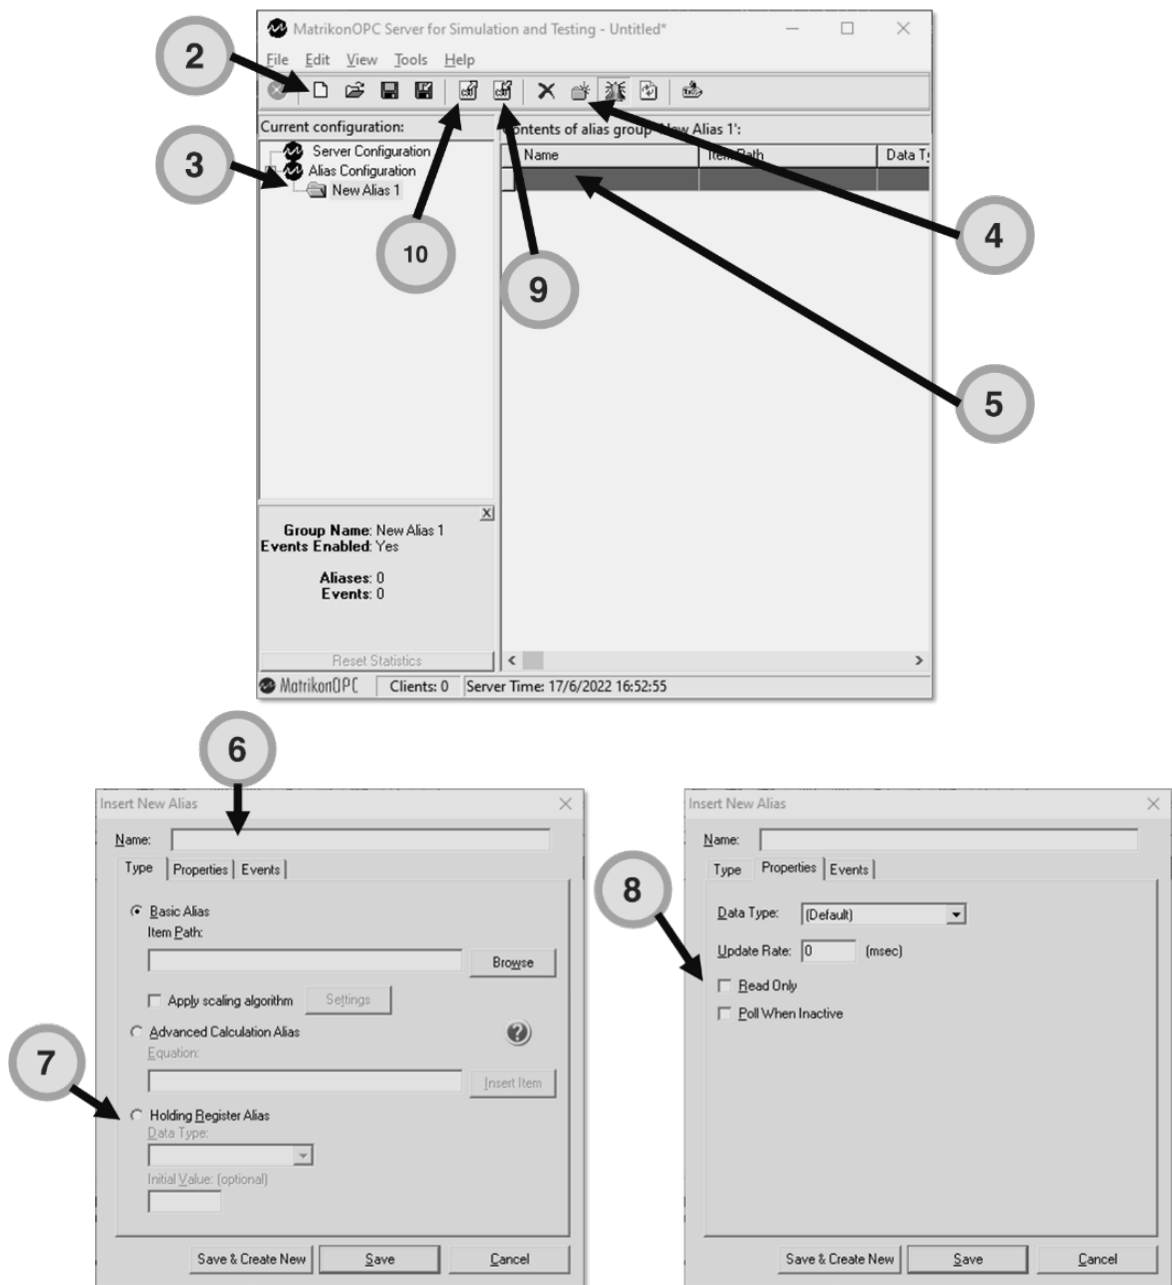 MatrikonOPC Server for Simulation and Testing - Untitled*
2
File Edit View Tools Help
Current configuration:
Contents of alias group 'New Alias 1':
3
Server Configuration
Alias Configuration
New Alias 1
Name
Item Path
Data Ty
4
10
9
5
Group Name: New Alias 1
Events Enabled: Yes
Aliases: 0
Events: 0
Reset Statistics
MatrikonOPC Clients: 0 Server Time: 17/6/2022 16:52:55
6
Insert New Alias
Name:
Type Properties Events
Basic Alias
Item Path:
Browse
Apply scaling algorithm Settings
Advanced Calculation Alias
Equation:
Insert Item
7
Holding Register Alias
Data Type:
Initial Value: (optional)
Save & Create New Save Cancel
Insert New Alias
Name:
Type Properties Events
8
Data Type: (Default)
Update Rate: 0 (msec)
Read Only
Poll When Inactive
Save & Create New Save Cancel